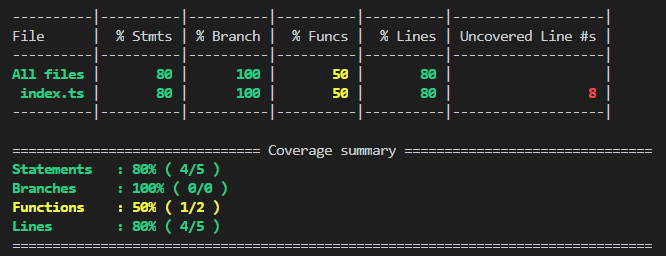 ----------|----------|----------|----------|----------|-------------------|
File      |  % Stmts | % Branch |  % Funcs |  % Lines | Uncovered Line #s |
----------|----------|----------|----------|----------|-------------------|
All files |       80 |      100 |       50 |       80 |                   |
 index.ts |       80 |      100 |       50 |       80 |                 8 |
----------|----------|----------|----------|----------|-------------------|

=============================== Coverage summary ===============================
Statements   : 80% ( 4/5 )
Branches     : 100% ( 0/0 )
Functions    : 50% ( 1/2 )
Lines        : 80% ( 4/5 )
================================================================================